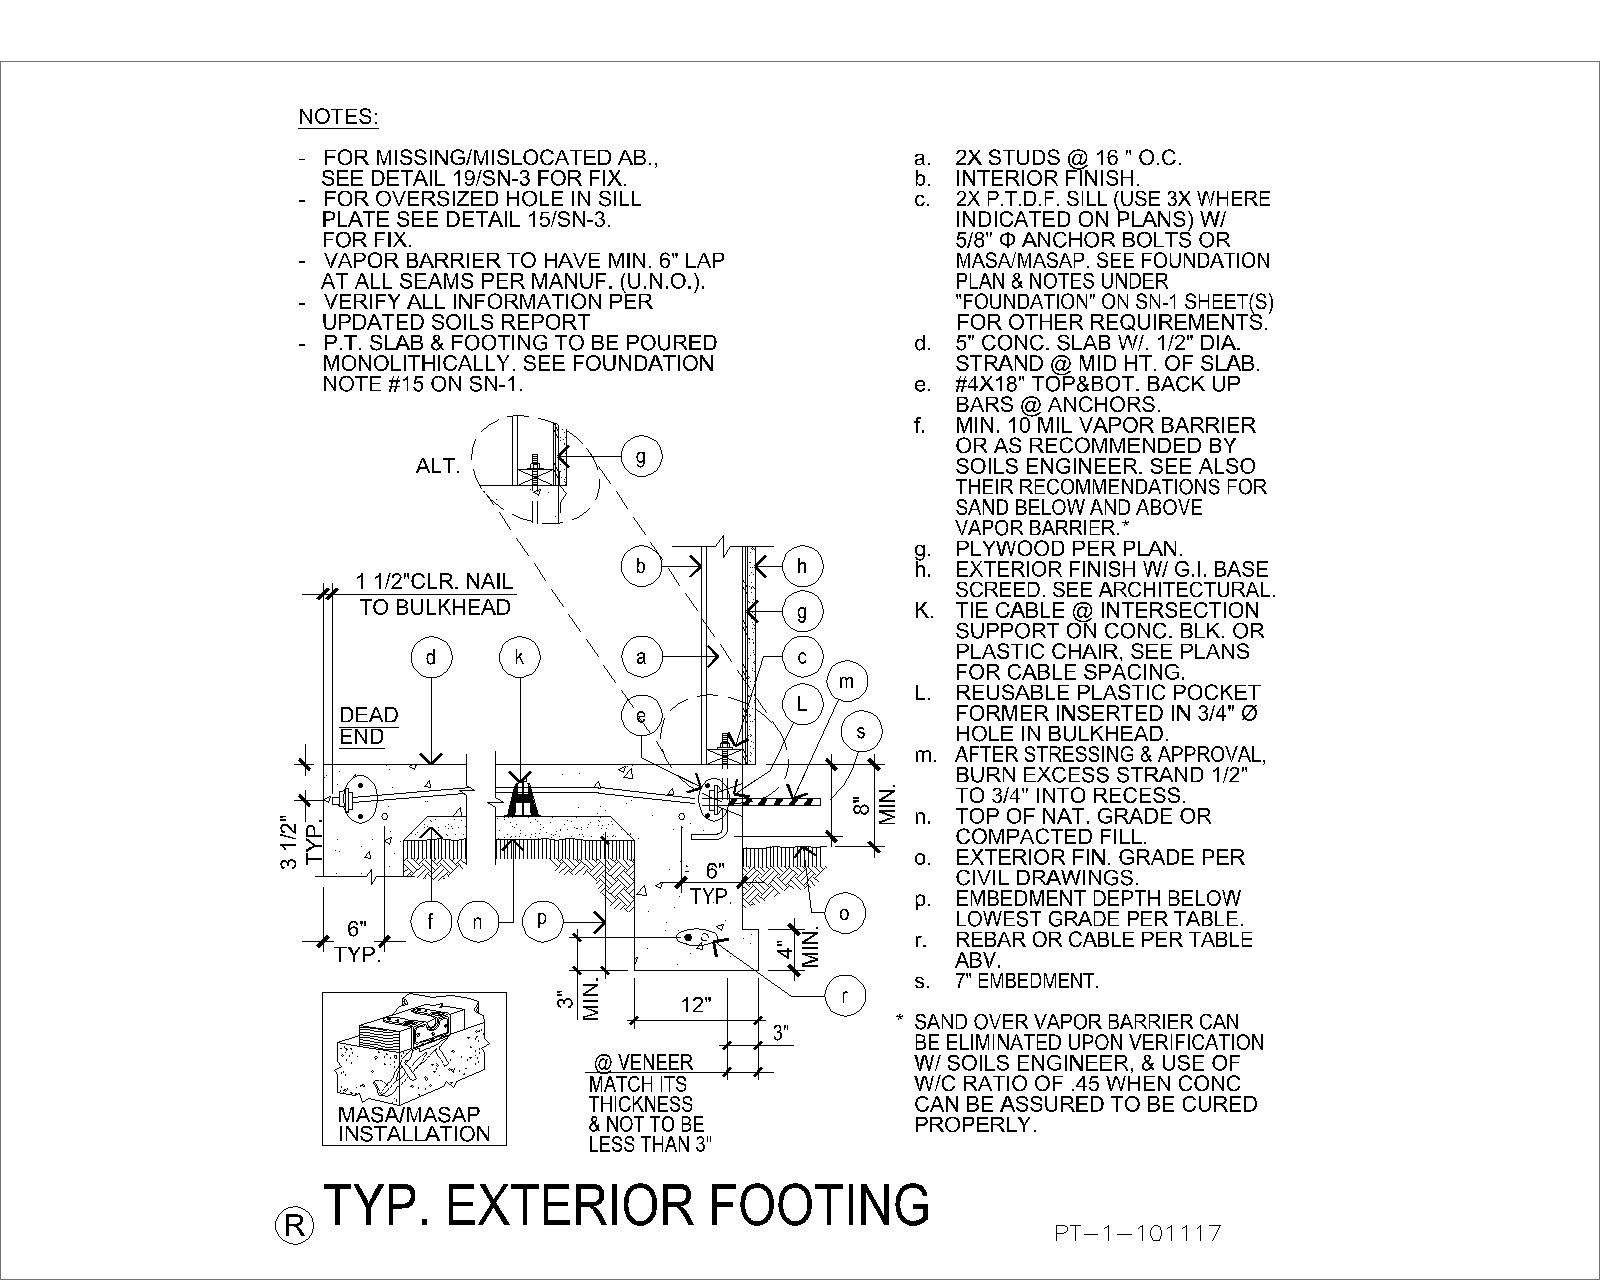 NOTES:
- FOR MISSING/MISLOCATED AB.,
SEE DETAIL 19/SN-3 FOR FIX.
- FOR OVERSIZED HOLE IN SILL
PLATE SEE DETAIL 15/SN-3.
FOR FIX.
- VAPOR BARRIER TO HAVE MIN. 6" LAP
AT ALL SEAMS PER MANUF. (U.N.O.).
- VERIFY ALL INFORMATION PER
UPDATED SOILS REPORT
- P.T. SLAB & FOOTING TO BE POURED
MONOLITHICALLY. SEE FOUNDATION
NOTE #15 ON SN-1.
a. 2X STUDS @ 16 " O.C.
b. INTERIOR FINISH.
c. 2X P.T.D.F. SILL (USE 3X WHERE
INDICATED ON PLANS) W/
5/8" Φ ANCHOR BOLTS OR
MASA/MASAP. SEE FOUNDATION
PLAN & NOTES UNDER
"FOUNDATION" ON SN-1 SHEET(S)
FOR OTHER REQUIREMENTS.
d. 5" CONC. SLAB W/. 1/2" DIA.
STRAND @ MID HT. OF SLAB.
e. #4X18" TOP&BOT. BACK UP
BARS @ ANCHORS.
f. MIN. 10 MIL VAPOR BARRIER
OR AS RECOMMENDED BY
SOILS ENGINEER. SEE ALSO
THEIR RECOMMENDATIONS FOR
SAND BELOW AND ABOVE
VAPOR BARRIER.*
g. PLYWOOD PER PLAN.
h. EXTERIOR FINISH W/ G.I. BASE
SCREED. SEE ARCHITECTURAL.
K. TIE CABLE @ INTERSECTION
SUPPORT ON CONC. BLK. OR
PLASTIC CHAIR, SEE PLANS
FOR CABLE SPACING.
L. REUSABLE PLASTIC POCKET
FORMER INSERTED IN 3/4" Ø
HOLE IN BULKHEAD.
m. AFTER STRESSING & APPROVAL,
BURN EXCESS STRAND 1/2"
TO 3/4" INTO RECESS.
n. TOP OF NAT. GRADE OR
COMPACTED FILL.
o. EXTERIOR FIN. GRADE PER
CIVIL DRAWINGS.
p. EMBEDMENT DEPTH BELOW
LOWEST GRADE PER TABLE.
r. REBAR OR CABLE PER TABLE
ABV.
s. 7" EMBEDMENT.
* SAND OVER VAPOR BARRIER CAN
BE ELIMINATED UPON VERIFICATION
W/ SOILS ENGINEER, & USE OF
W/C RATIO OF .45 WHEN CONC
CAN BE ASSURED TO BE CURED
PROPERLY.
ALT.
g
b
h
1 1/2"CLR. NAIL
TO BULKHEAD
g
d
k
a
c
m
L
e
s
DEAD
END
8"
MIN.
3 1/2"
TYP.
6"
TYP.
f
n
p
o
6"
TYP.
4"
MIN.
3"
MIN.
r
12"
3"
@ VENEER
MATCH ITS
THICKNESS
& NOT TO BE
LESS THAN 3"
MASA/MASAP
INSTALLATION
R
TYP. EXTERIOR FOOTING
PT-1-101117